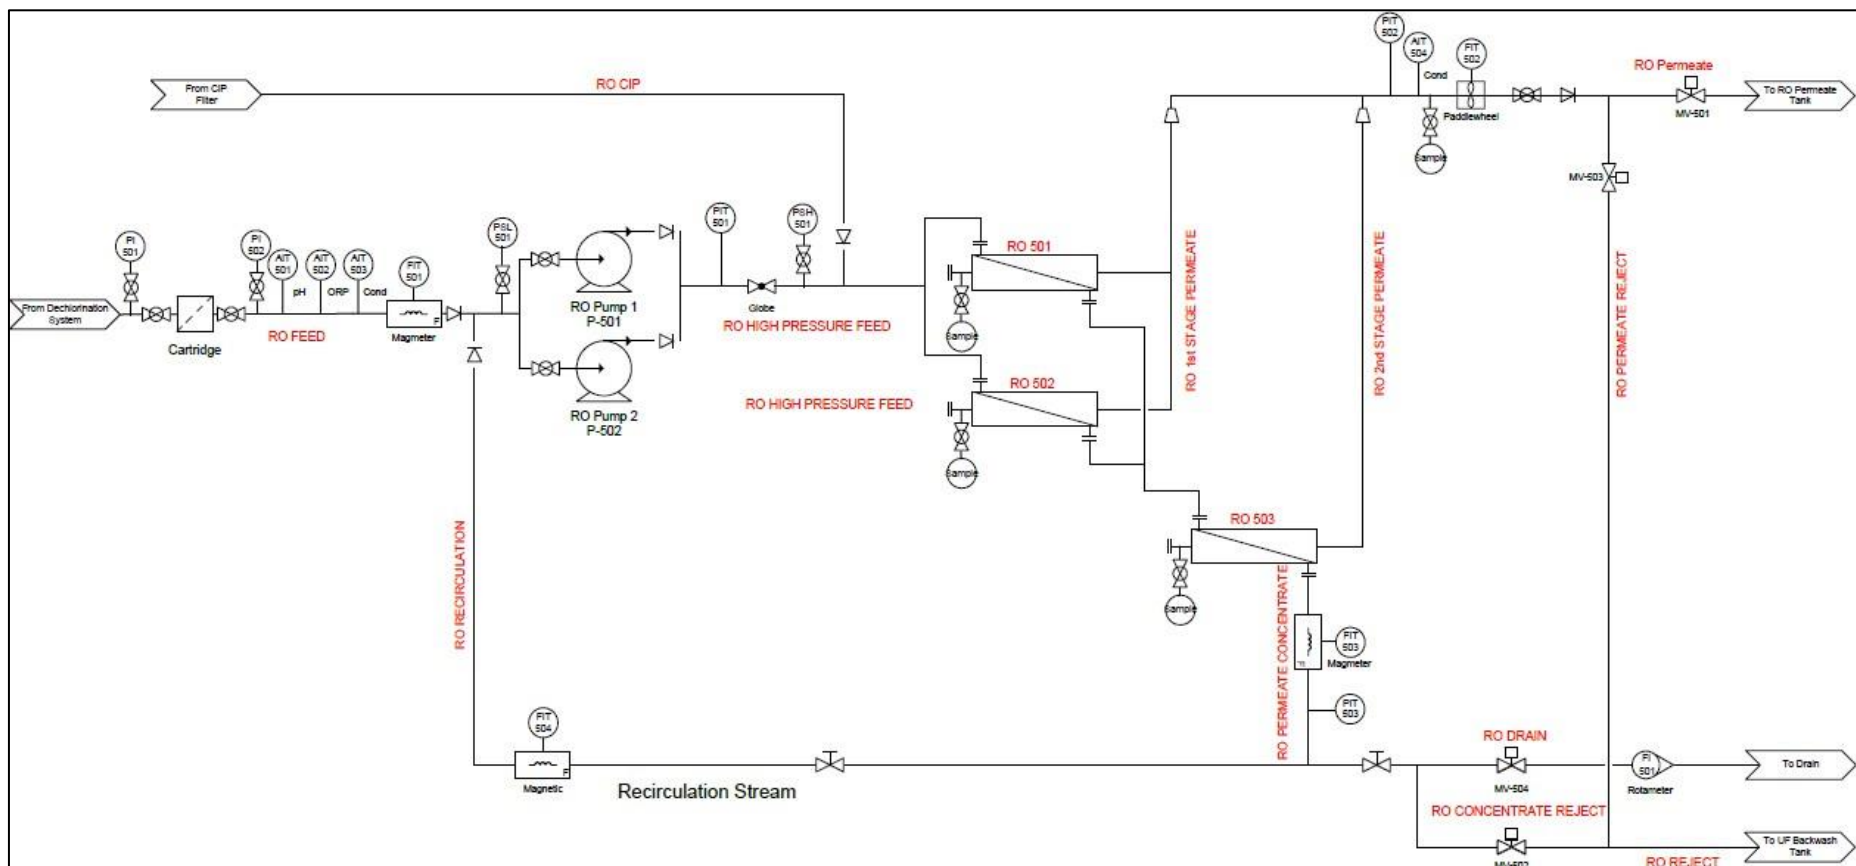 From CIP
Filter
RO CIP
PIT
502
AIT
504
Cond
FIT
502
Paddlewheel
Sample
RO Permeate
MV-501
To RO Permeate
Tank
MV-503
PI
501
PI
502
AIT
501
pH
AIT
502
ORP
AIT
503
Cond
FIT
501
F
Magmeter
PSL
501
From Dechlorination
System
Cartridge
RO FEED
RO Pump 1
P-501
RO Pump 2
P-502
PIT
501
PSH
501
Globe
RO HIGH PRESSURE FEED
RO HIGH PRESSURE FEED
RO 501
Sample
RO 502
Sample
RO 503
Sample
RO 1st STAGE PERMEATE
RO 2nd STAGE PERMEATE
RO PERMEATE REJECT
RO RECIRCULATION
RO PERMEATE CONCENTRATE
FIT
503
Magmeter
PIT
503
FIT
504
F
Magnetic
Recirculation Stream
RO DRAIN
MV-504
FI
501
Rotameter
To Drain
RO CONCENTRATE REJECT
MV-502
To UF Backwash
Tank
RO REJECT